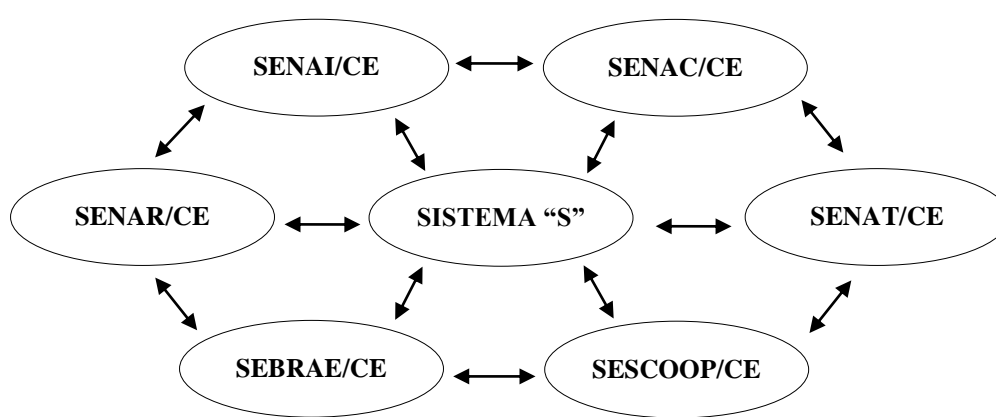 SENAI/CE
SENAC/CE
SENAR/CE
SISTEMA “S”
SENAT/CE
SEBRAE/CE
SESCOOP/CE